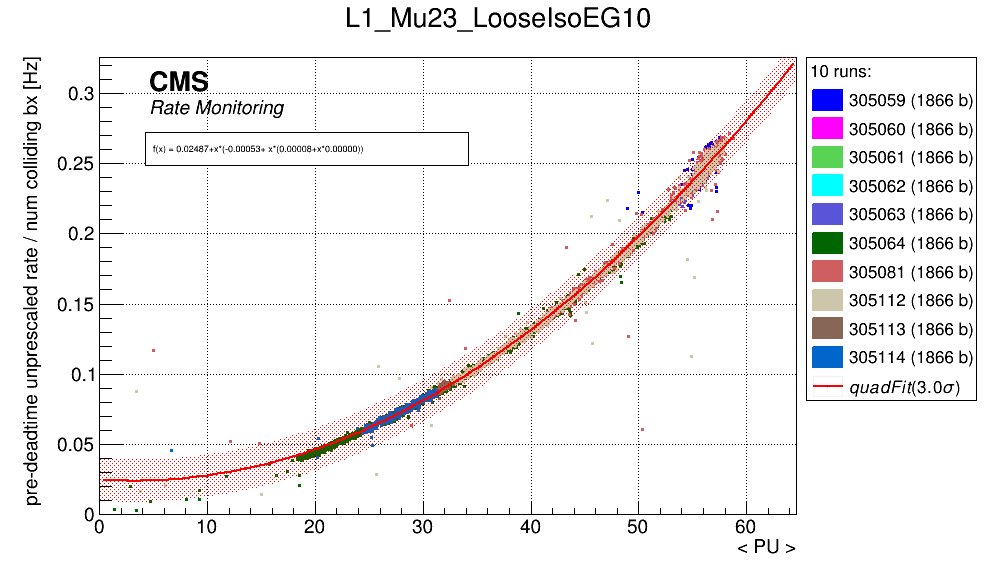 L1_Mu23_LooseIsoEG10
pre-deadtime unprescaled rate / num colliding bx [Hz]
CMS
Rate Monitoring
f(x) = 0.02487+x*(-0.00053+ x*(0.00008+x*0.00000))
0.3
0.25
0.2
0.15
0.1
0.05
0
0 10 20 30 40 50 60
< PU >
10 runs:
305059 (1866 b)
305060 (1866 b)
305061 (1866 b)
305062 (1866 b)
305063 (1866 b)
305064 (1866 b)
305081 (1866 b)
305112 (1866 b)
305113 (1866 b)
305114 (1866 b)
quadFit(3.0σ)